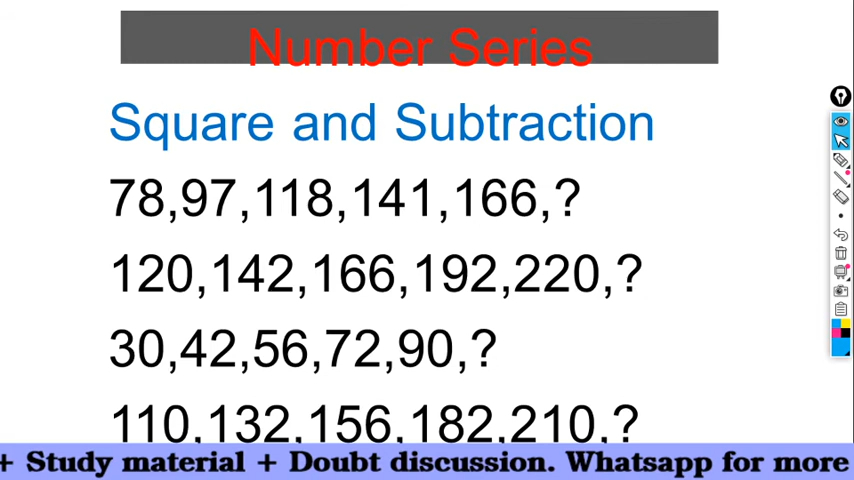 Number Series
Square and Subtraction
78,97,118,141,166,?
120,142,166,192,220,?
30,42,56,72,90,?
110,132,156,182,210,?
+ Study material + Doubt discussion. Whatsapp for more